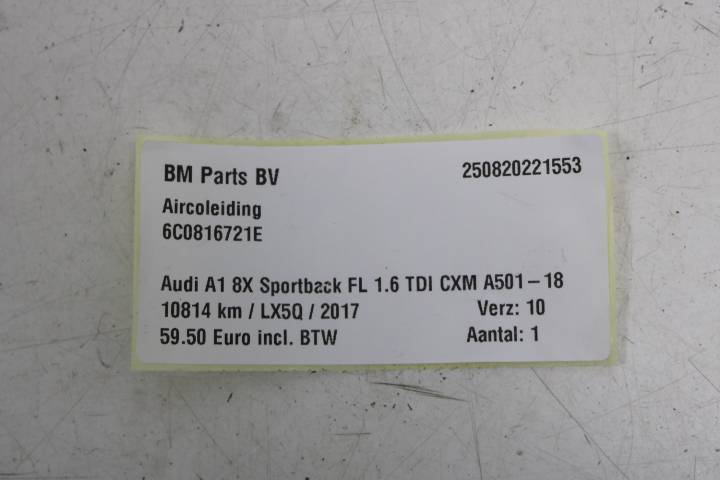 BM Parts BV 250820221553
Aircoleiding
6C0816721E
Audi A1 8X Sportback FL 1.6 TDI CXM A501-18
10814 km / LX5Q / 2017 Verz: 10
59.50 Euro incl. BTW Aantal: 1